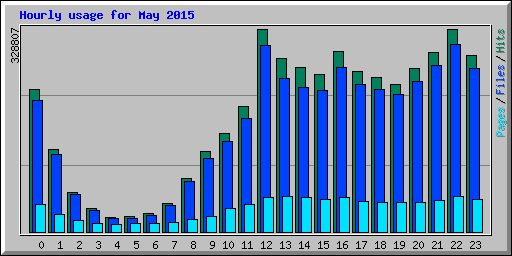 Hourly usage for May 2015
328807
Pages/Files/Hits
0 1 2 3 4 5 6 7 8 9 10 11 12 13 14 15 16 17 18 19 20 21 22 23